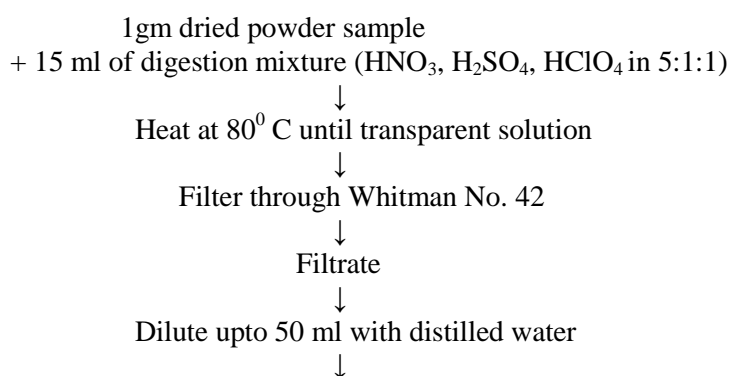 1gm dried powder sample
+ 15 ml of digestion mixture (HNO₃, H₂SO₄, HClO₄ in 5:1:1)
↓
Heat at 80⁰ C until transparent solution
↓
Filter through Whitman No. 42
↓
Filtrate
↓
Dilute upto 50 ml with distilled water
↓